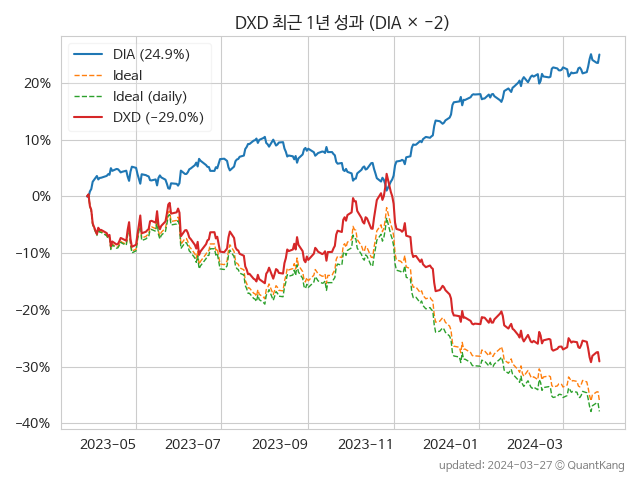 DXD 최근 1년 성과 (DIA × −2)
DIA (24.9%)
Ideal
Ideal (daily)
DXD (−29.0%)
20%
10%
0%
−10%
−20%
−30%
−40%
2023−05 2023−07 2023−09 2023−11 2024−01 2024−03
updated: 2024−03−27 ⓒ QuantKang